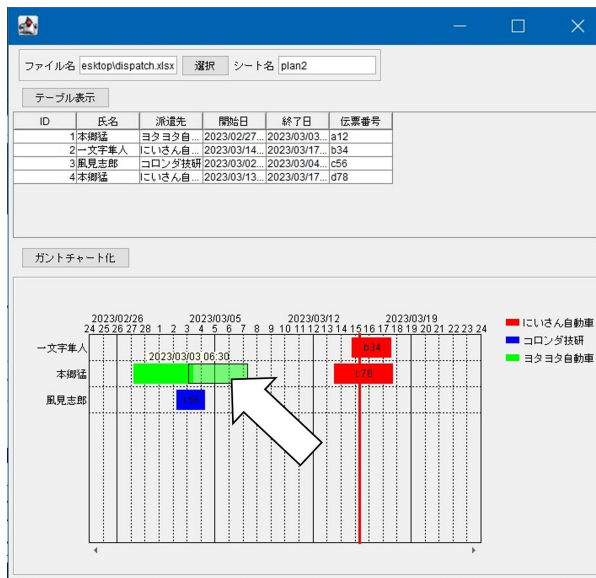 ファイル名 esktop\dispatch.xlsx 選択 シート名 plan2
テーブル表示
ID 氏名 派遣先 開始日 終了日 伝票番号
1 本郷猛 ヨタヨタ自... 2023/02/27... 2023/03/03... a12
2 一文字隼人 にいさん自... 2023/03/14... 2023/03/17... b34
3 風見志郎 コロンダ技研 2023/03/02... 2023/03/04... c56
4 本郷猛 にいさん自... 2023/03/13... 2023/03/17... d78
ガントチャート化
2023/02/26 2023/03/05 2023/03/12 2023/03/19
24 25 26 27 28 1 2 3 4 5 6 7 8 9 10 11 12 13 14 15 16 17 18 19 20 21 22 23 24
にいさん自動車
コロンダ技研
ヨタヨタ自動車
一文字隼人 b34
2023/03/03 06:30
本郷猛 d78
風見志郎 c56